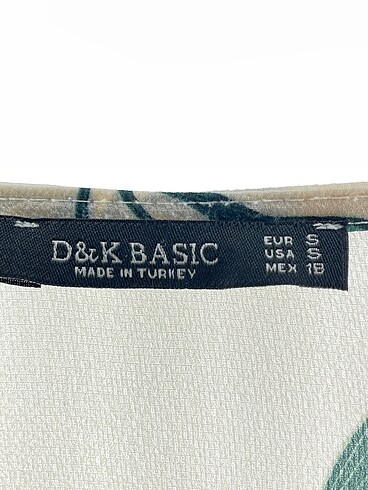 D&K BASIC
MADE IN TURKEY
EUR S
USA S
MEX 18